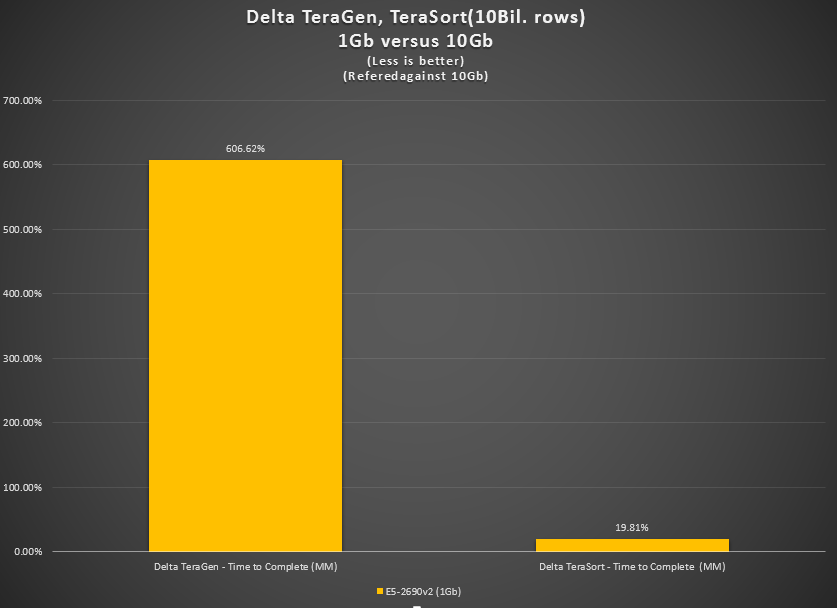 Delta TeraGen, TeraSort(10Bil. rows)
1Gb versus 10Gb
(Less is better)
(Referedagainst 10Gb)
700.00%
606.62%
600.00%
500.00%
400.00%
300.00%
200.00%
100.00%
19.81%
0.00%
Delta TeraGen - Time to Complete (MM)
Delta TeraSort - Time to Complete (MM)
E5-2690v2 (1Gb)